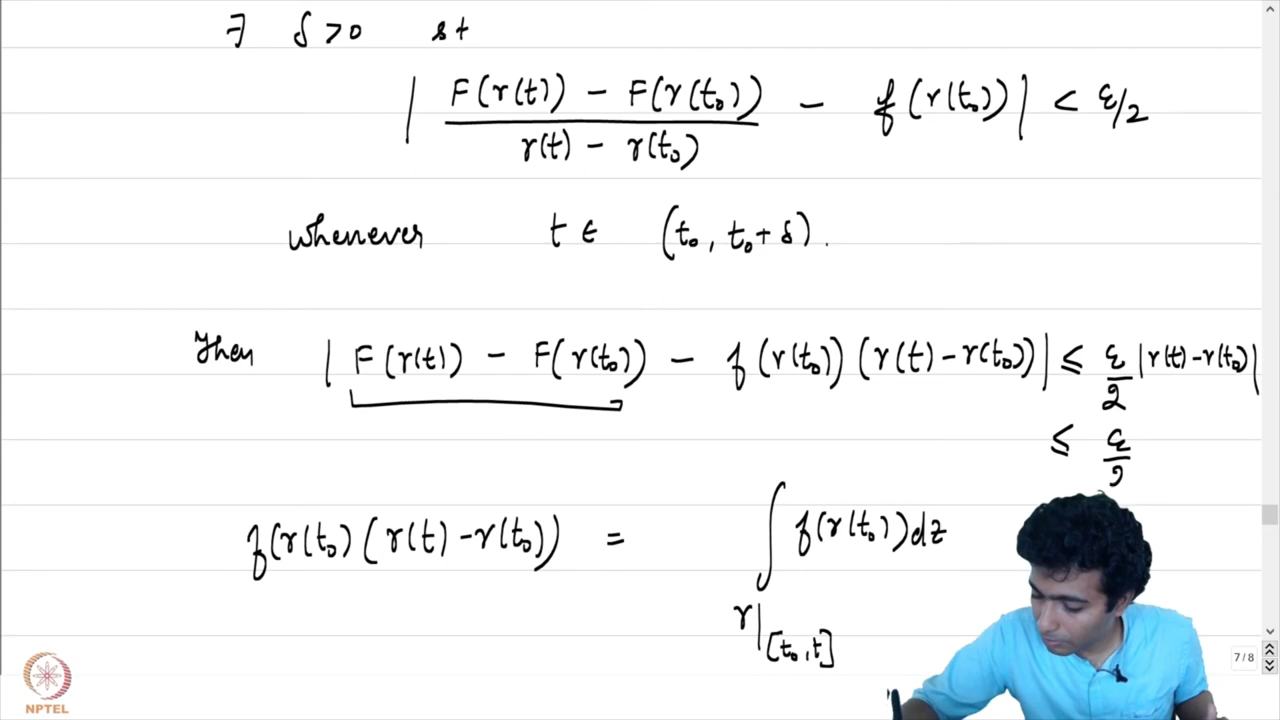 ∃ δ > 0 st
| (F(γ(t)) − F(γ(t₀))) / (γ(t) − γ(t₀)) − f(γ(t₀)) | < ε/2
whenever t ∈ (t₀, t₀ + δ).
Then | F(γ(t)) − F(γ(t₀)) − f(γ(t₀)) (γ(t) − γ(t₀)) | ≤ ε/2 |γ(t) − γ(t₀)|
≤ ε/2
f(γ(t₀) (γ(t) − γ(t₀)) = ∫ f(γ(t₀)) dz
γ|[t₀, t]
7/8
NPTEL